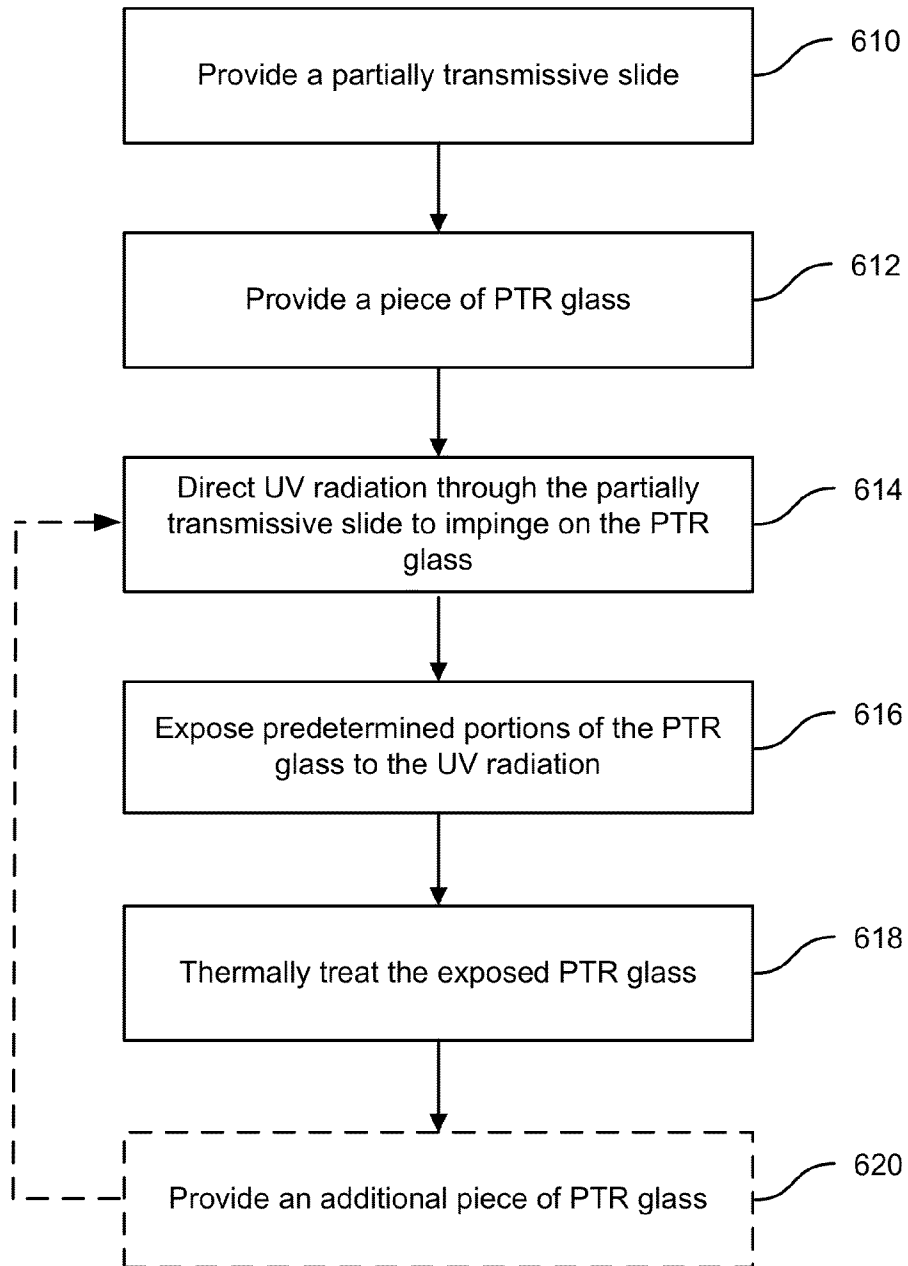 Provide a partially transmissive slide
610
Provide a piece of PTR glass
612
Direct UV radiation through the partially
transmissive slide to impinge on the PTR
glass
614
Expose predetermined portions of the PTR
glass to the UV radiation
616
Thermally treat the exposed PTR glass
618
Provide an additional piece of PTR glass
620